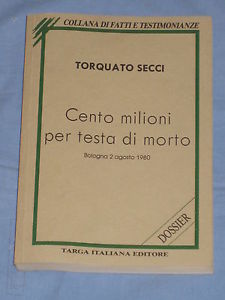 COLLANA DI FATTI E TESTIMONIANZE
TORQUATO SECCI
Cento milioni
per testa di morto
Bologna 2 agosto 1980
DOSSIER
TARGA ITALIANA EDITORE